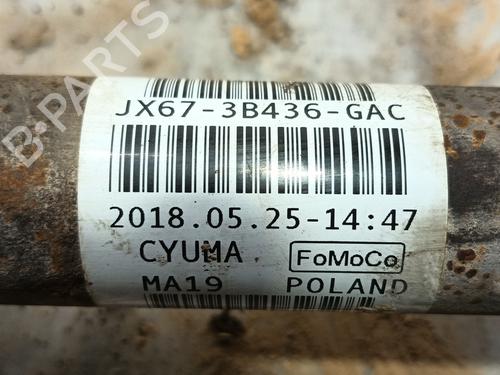 B-PARTS
JX67-3B436-GAC
2018.05.25-14:47
CYUMA FoMoCo
MA19 POLAND